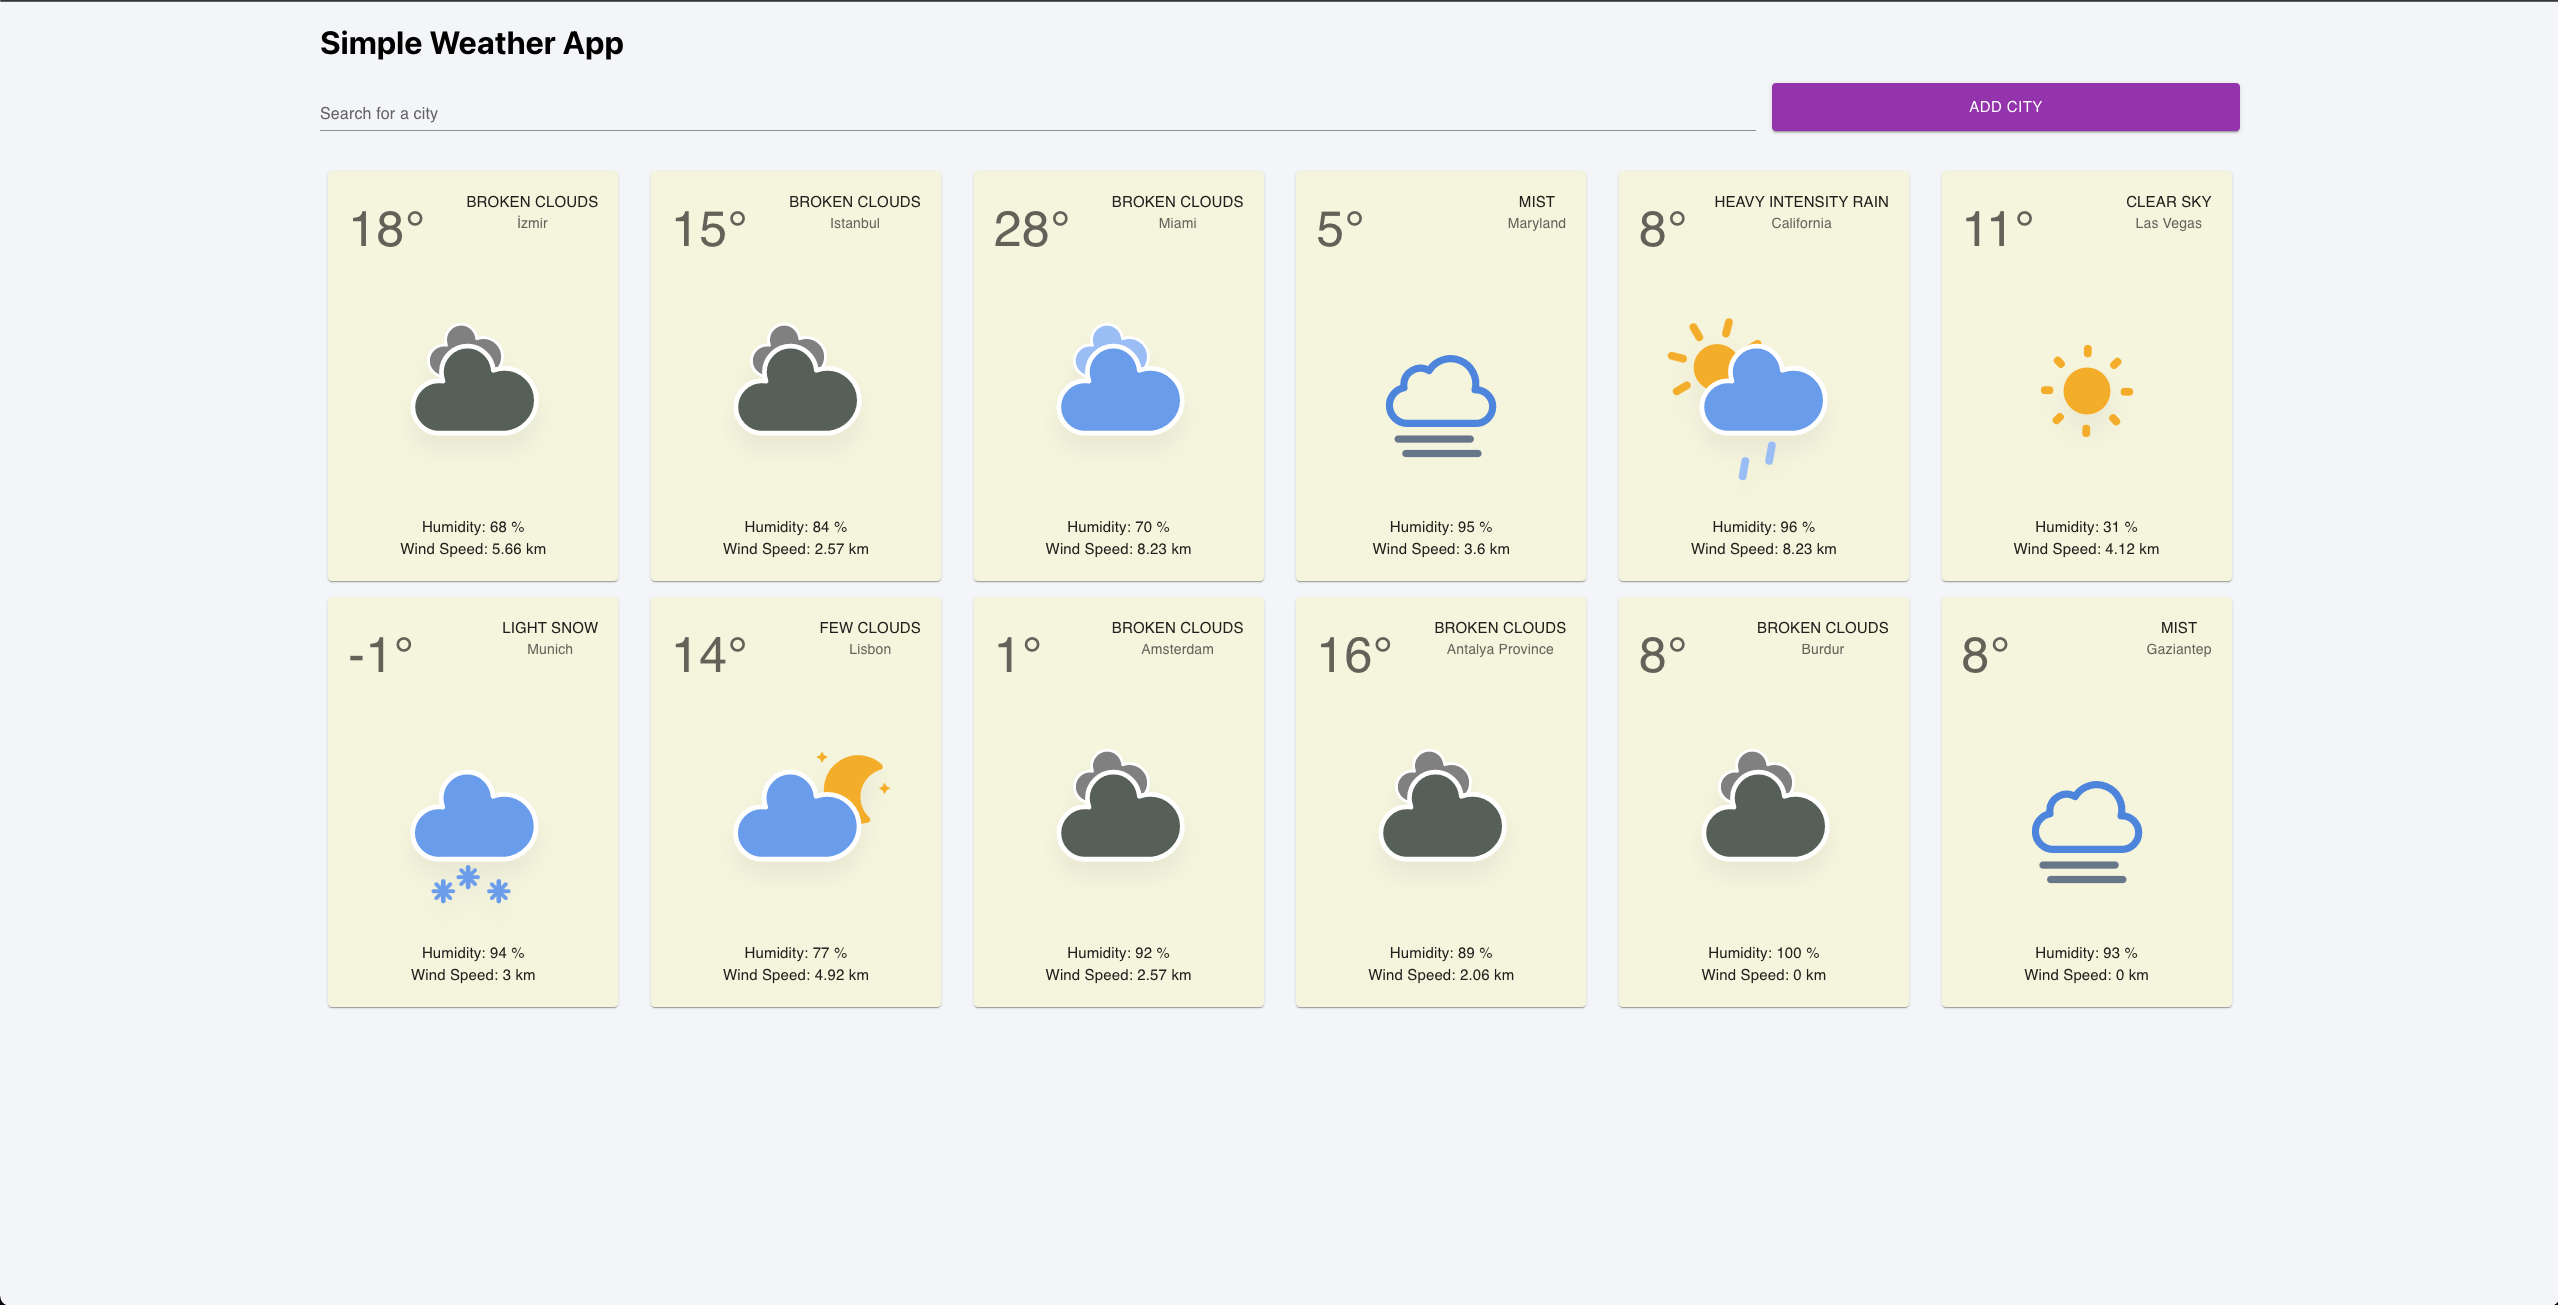 Simple Weather App
Search for a city
ADD CITY
18°
BROKEN CLOUDS
İzmir
Humidity: 68 %
Wind Speed: 5.66 km
15°
BROKEN CLOUDS
Istanbul
Humidity: 84 %
Wind Speed: 2.57 km
28°
BROKEN CLOUDS
Miami
Humidity: 70 %
Wind Speed: 8.23 km
5°
MIST
Maryland
Humidity: 95 %
Wind Speed: 3.6 km
8°
HEAVY INTENSITY RAIN
California
Humidity: 96 %
Wind Speed: 8.23 km
11°
CLEAR SKY
Las Vegas
Humidity: 31 %
Wind Speed: 4.12 km
-1°
LIGHT SNOW
Munich
Humidity: 94 %
Wind Speed: 3 km
14°
FEW CLOUDS
Lisbon
Humidity: 77 %
Wind Speed: 4.92 km
1°
BROKEN CLOUDS
Amsterdam
Humidity: 92 %
Wind Speed: 2.57 km
16°
BROKEN CLOUDS
Antalya Province
Humidity: 89 %
Wind Speed: 2.06 km
8°
BROKEN CLOUDS
Burdur
Humidity: 100 %
Wind Speed: 0 km
8°
MIST
Gaziantep
Humidity: 93 %
Wind Speed: 0 km